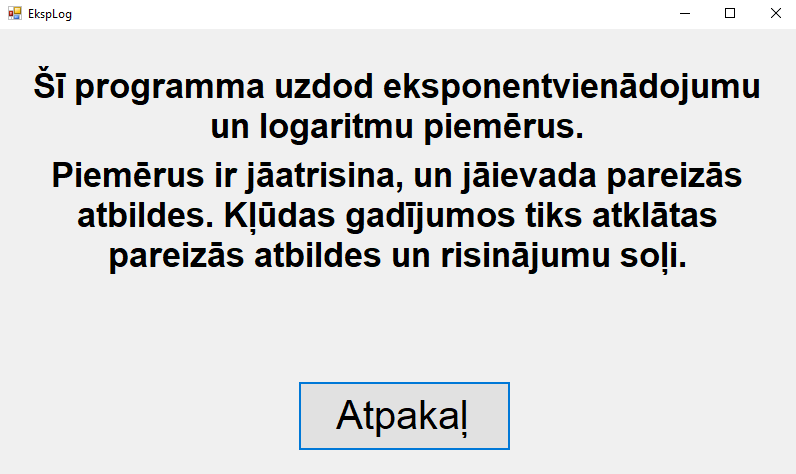 EkspLog
Šī programma uzdod eksponentvienādojumu
un logaritmu piemērus.
Piemērus ir jāatrisina, un jāievada pareizās
atbildes. Kļūdas gadījumos tiks atklātas
pareizās atbildes un risinājumu soļi.
Atpakaļ